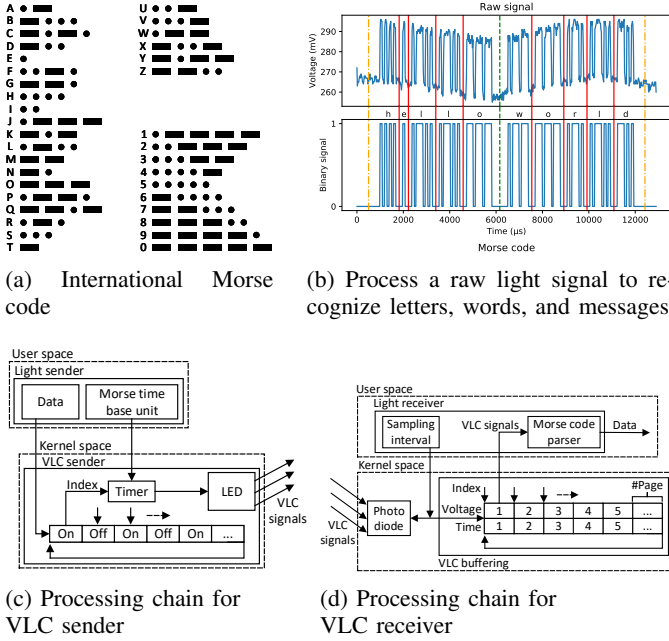 A
B
C
D
E
F
G
H
I
J
K
L
M
N
O
P
Q
R
S
T
U
V
W
X
Y
Z
1
2
3
4
5
6
7
8
9
0
(a) International Morse
code
Raw signal
Voltage (mV)
290
280
270
260
h e l l o w o r l d
Binary signal
1
0
0 2000 4000 6000 8000 10000 12000
Time (µs)
Morse code
(b) Process a raw light signal to re-
cognize letters, words, and messages
User space
Light sender
Data
Morse time
base unit
Kernel space
VLC sender
Index
Timer
LED
VLC
signals
On Off On Off On ...
(c) Processing chain for
VLC sender
User space
Light receiver
Sampling
interval
VLC signals
Morse code
parser
Data
Kernel space
Photo
diode
VLC
signals
Index
#Page
Voltage 1 2 3 4 5 ...
Time 1 2 3 4 5 ...
VLC buffering
(d) Processing chain for
VLC receiver